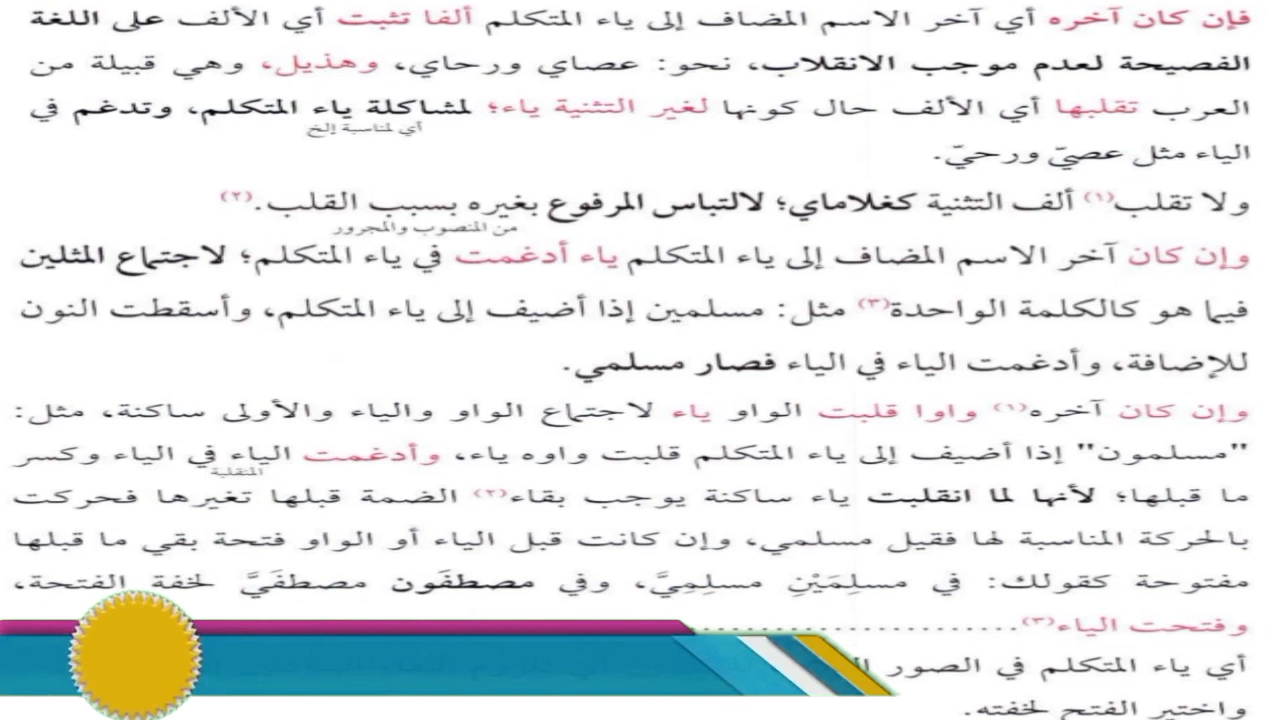 فإن كان آخره أي آخر الاسم المضاف إلى ياء المتكلم ألفا تثبت أي الألف على اللغة
الفصيحة لعدم موجب الانقلاب، نحو: عصاي ورحاي، وهذيل، وهي قبيلة من
العرب تقلبها أي الألف حال كونها لغير التثنية ياء؛ لمشاكلة ياء المتكلم، وتدغم في
أي لمناسبة إلخ
الياء مثل عصيّ ورحيّ.
ولا تقلب(١) ألف التثنية كغلاماي؛ لالتباس المرفوع بغيره بسبب القلب.(٢)
من المنصوب والمجرور
وإن كان آخر الاسم المضاف إلى ياء المتكلم ياء أدغمت في ياء المتكلم؛ لاجتماع المثلين
فيما هو كالكلمة الواحدة(٣) مثل: مسلمين إذا أضيف إلى ياء المتكلم، وأسقطت النون
للإضافة، وأدغمت الياء في الياء فصار مسلمي.
وإن كان آخره(١) واوا قلبت الواو ياء لاجتماع الواو والياء والأولى ساكنة، مثل:
"مسلمون" إذا أضيف إلى ياء المتكلم قلبت واوه ياء، وأدغمت الياء في الياء وكسر
المنقلبة
ما قبلها؛ لأنها لما انقلبت ياء ساكنة يوجب بقاء(٢) الضمة قبلها تغيرها فحركت
بالحركة المناسبة لها فقيل مسلمي، وإن كانت قبل الياء أو الواو فتحة بقي ما قبلها
مفتوحة كقولك: في مسلِمَيْنِ مسلِمِيَّ، وفي مصطفَون مصطفَيَّ لخفة الفتحة،
وفتحت الياء(٣)......................
أي ياء المتكلم في الصور
واختير الفتح لخفته.